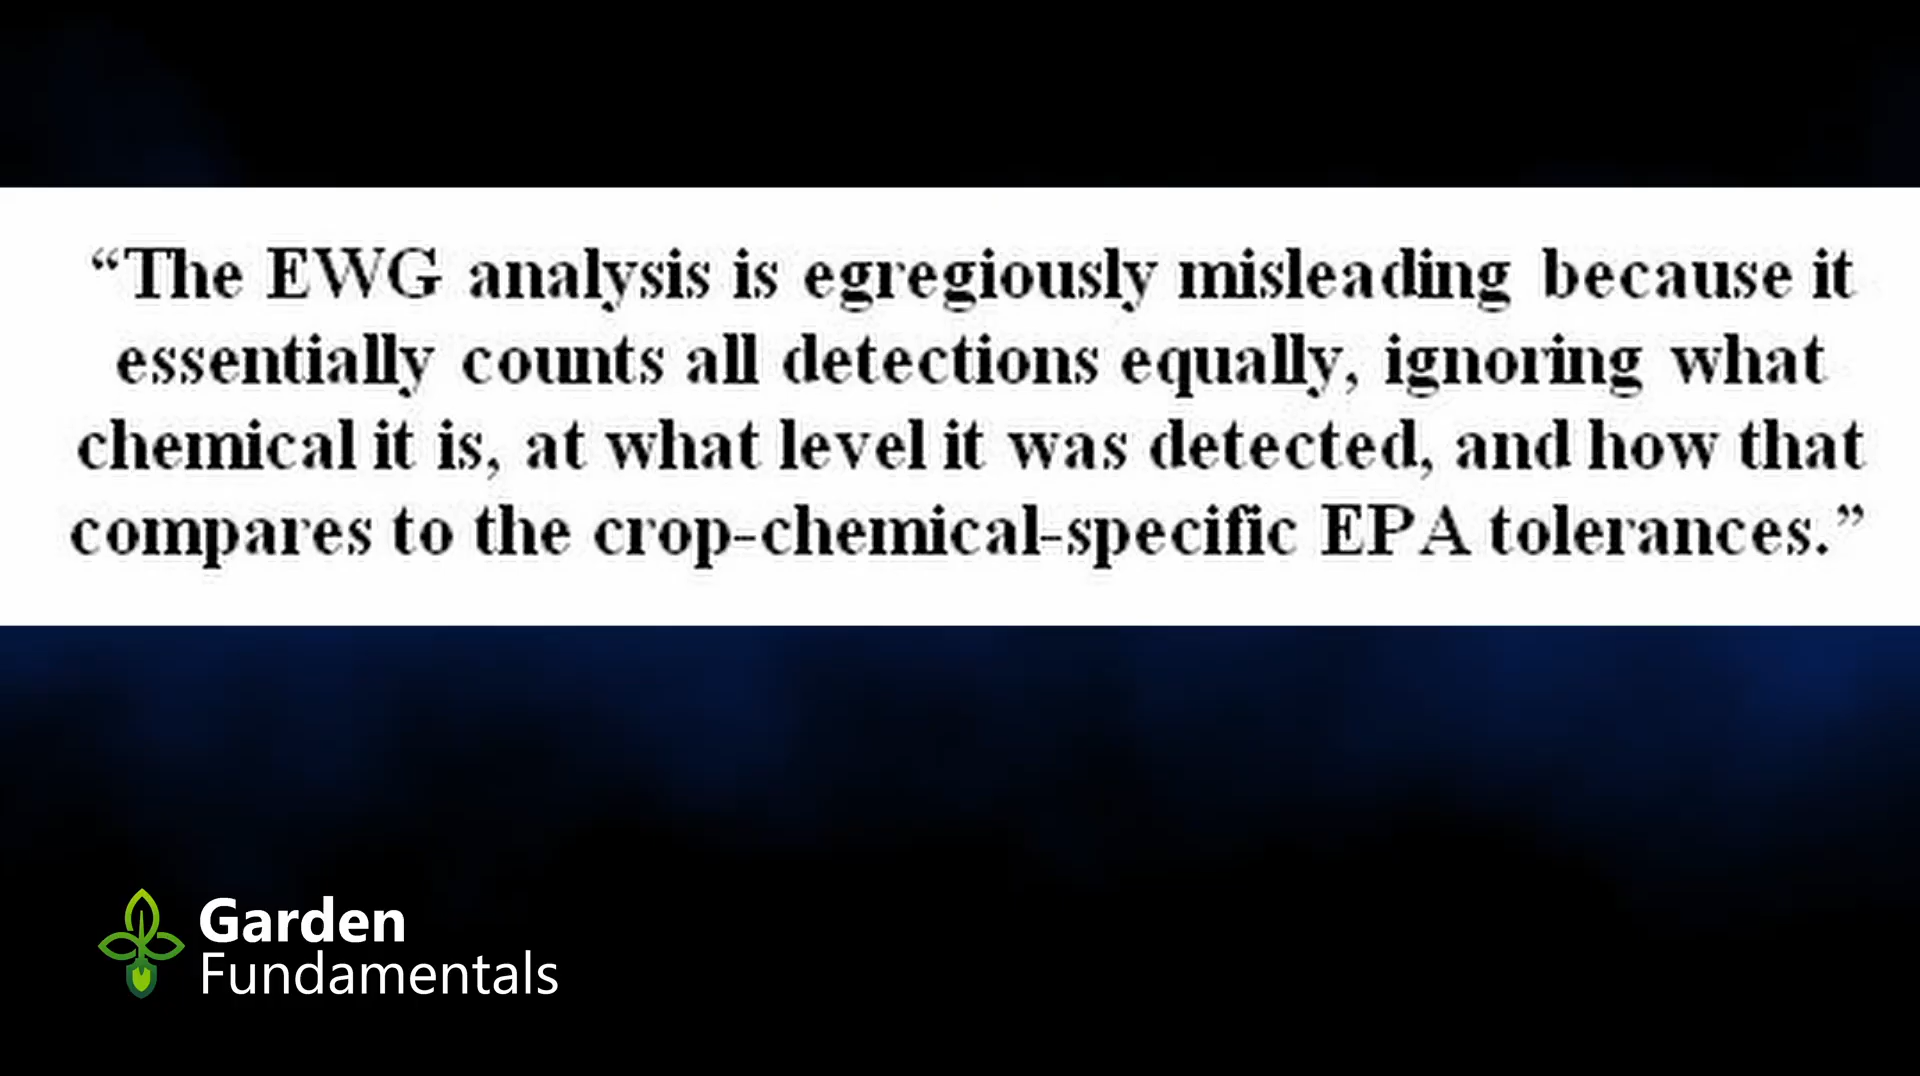 “The EWG analysis is egregiously misleading because it
essentially counts all detections equally, ignoring what
chemical it is, at what level it was detected, and how that
compares to the crop-chemical-specific EPA tolerances.”
Garden
Fundamentals